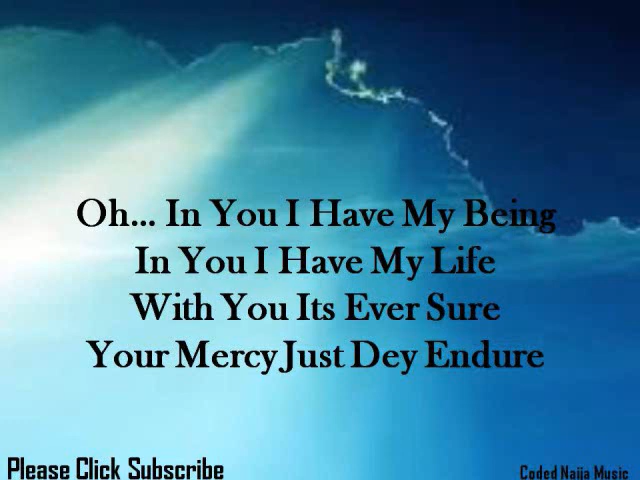 Oh... In You I Have My Being
In You I Have My Life
With You Its Ever Sure
Your Mercy Just Dey Endure
Please Click Subscribe
Coded Naija Music